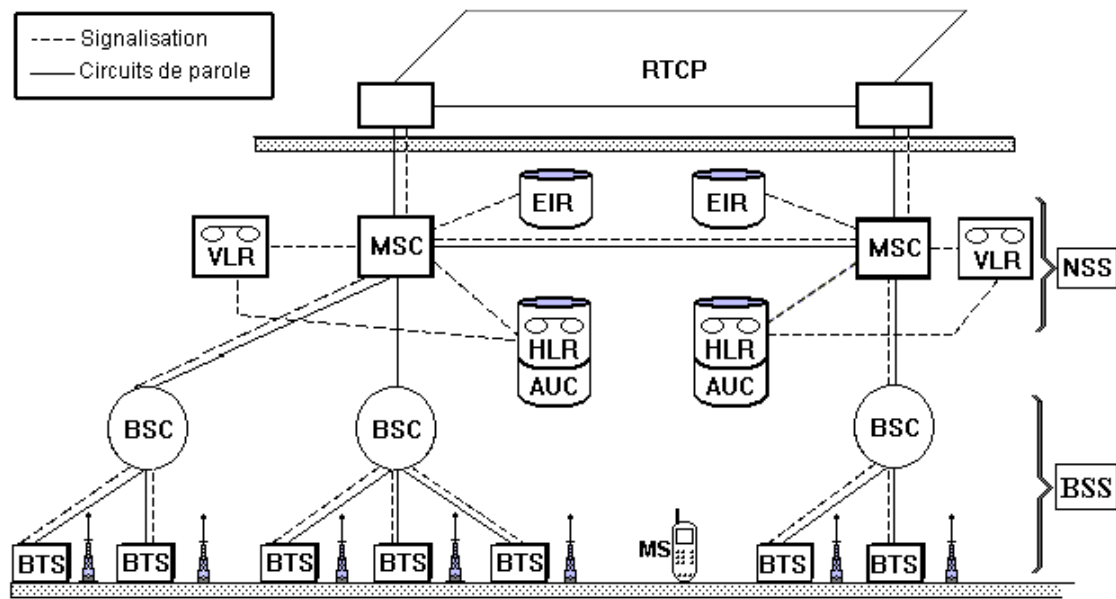 Signalisation
Circuits de parole
RTCP
EIR
EIR
VLR
MSC
MSC
VLR
NSS
HLR
AUC
HLR
AUC
BSC
BSC
BSC
BSS
BTS
BTS
BTS
BTS
BTS
MS
BTS
BTS